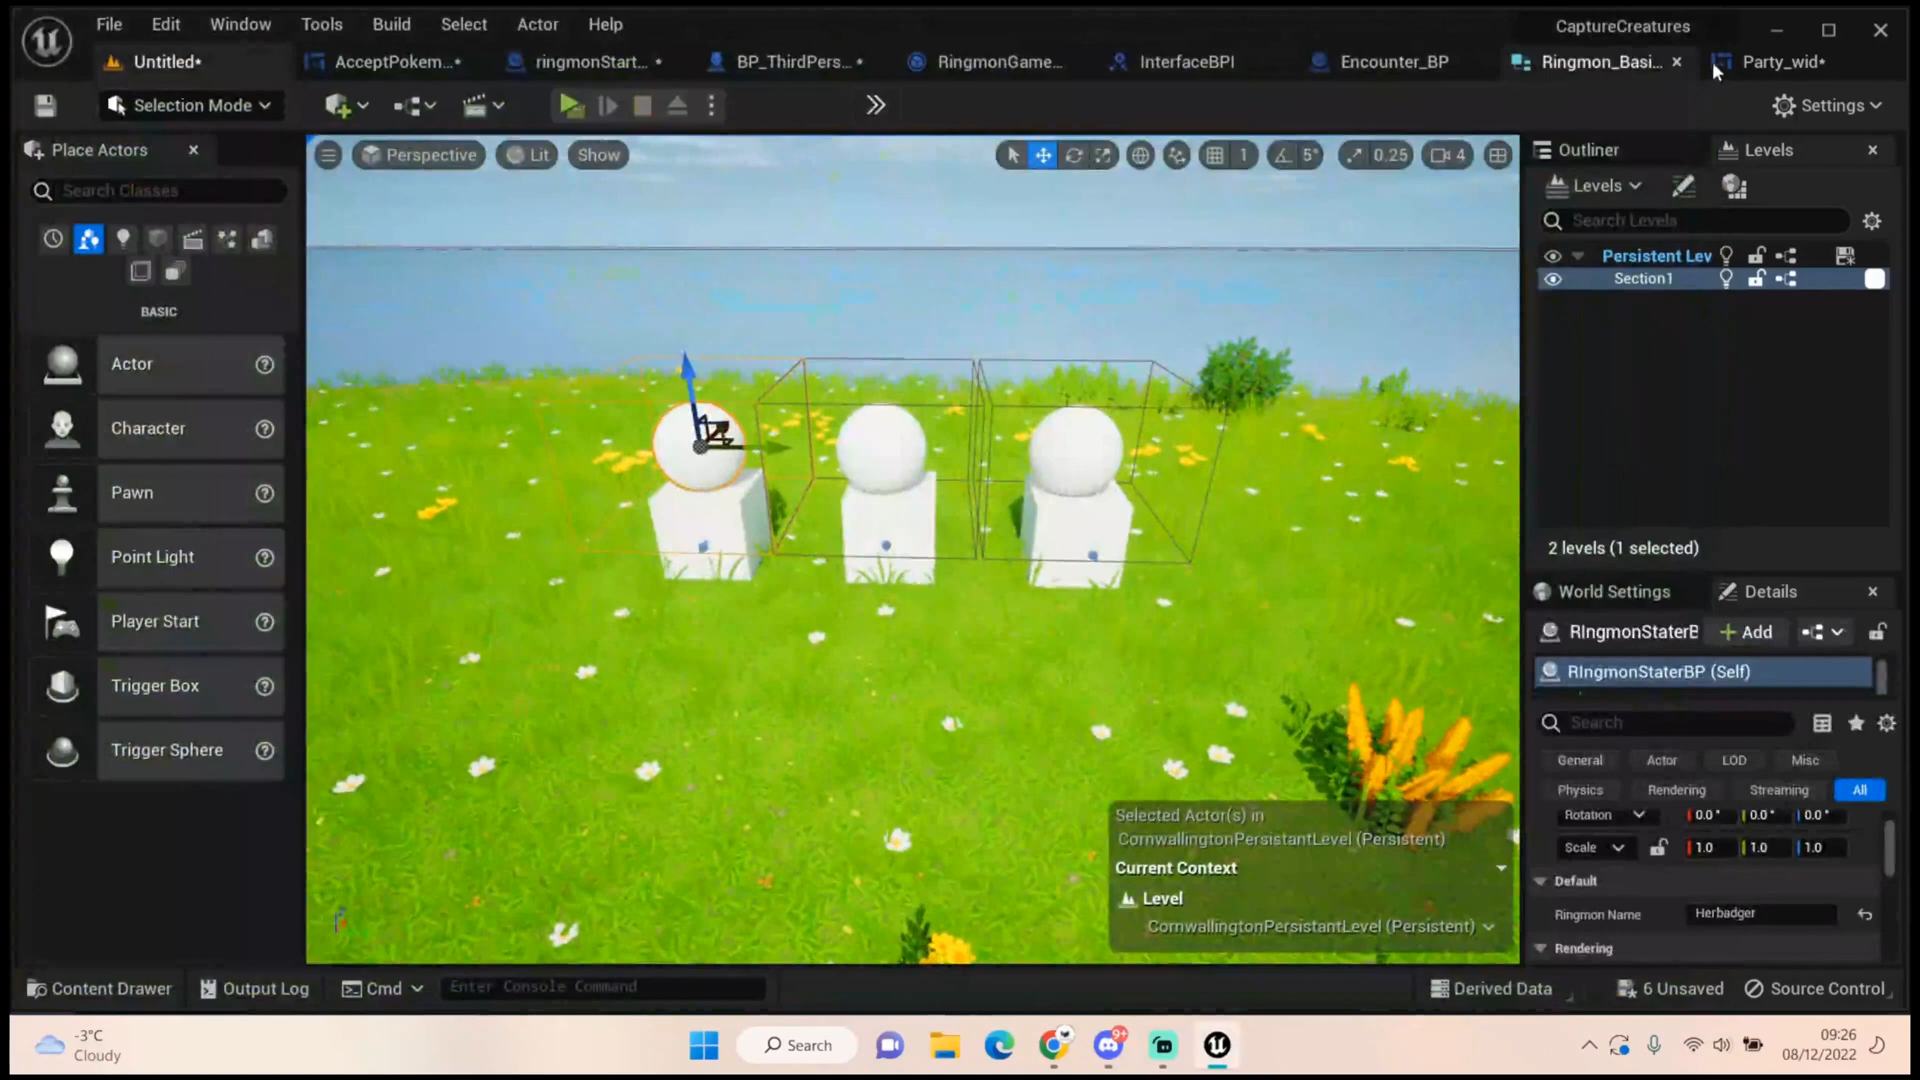 File Edit Window Tools Build Select Actor Help
CaptureCreatures
Untitled*
AcceptPokem...*
ringmonStart... *
BP_ThirdPers...*
RingmonGame...
InterfaceBPI
Encounter_BP
Ringmon_Basi...
Party_wid*
Selection Mode
Settings
Place Actors
Search Classes
BASIC
Actor
Character
Pawn
Point Light
Player Start
Trigger Box
Trigger Sphere
Perspective
Lit
Show
1
5°
0.25
4
Selected Actor(s) in
CornwallingtonPersistantLevel (Persistent)
Current Context
Level
CornwallingtonPersistantLevel (Persistent)
Outliner
Levels
Levels
Search Levels
Persistent Lev
Section1
2 levels (1 selected)
World Settings
Details
RIngmonStaterB
Add
RIngmonStaterBP (Self)
Search
General Actor LOD Misc
Physics Rendering Streaming All
Rotation 0.0° 0.0° 0.0°
Scale 1.0 1.0 1.0
Default
Ringmon Name Herbadger
Rendering
Content Drawer
Output Log
Cmd
Enter Console Command
Derived Data
6 Unsaved
Source Control
-3°C
Cloudy
Search
9+
09:26
08/12/2022